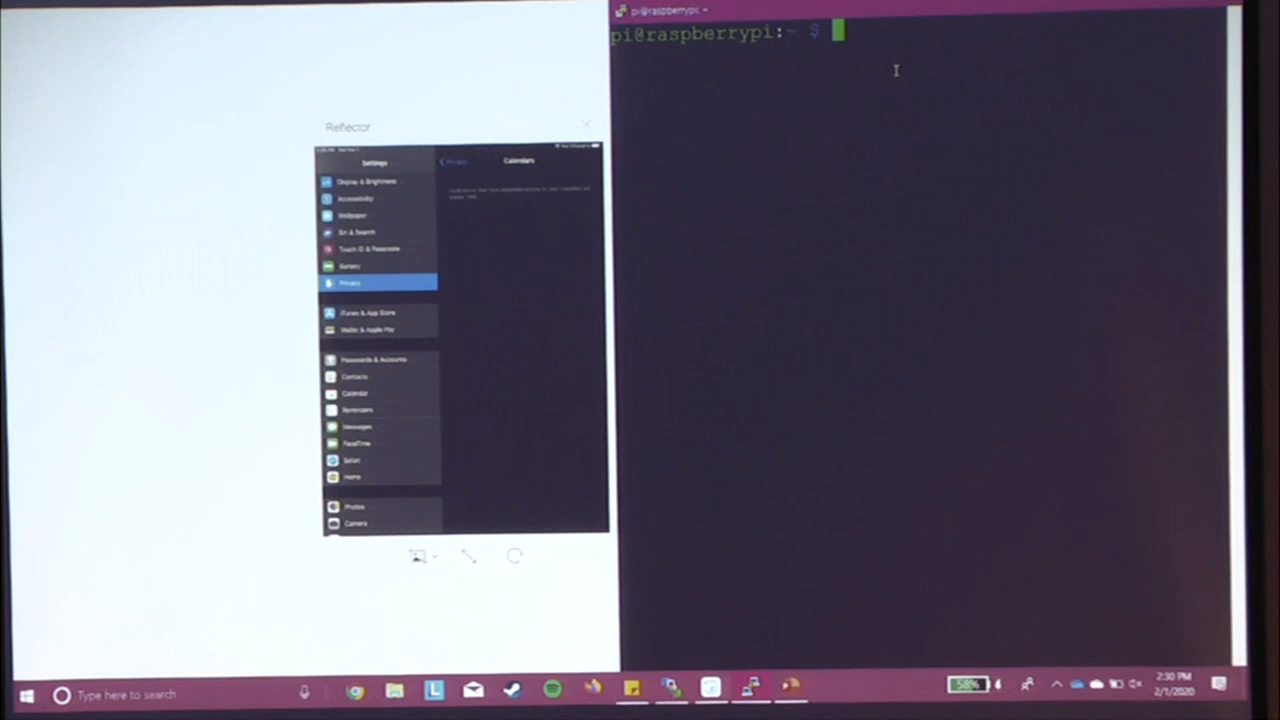 pi@raspberrypi: ~
pi@raspberrypi:~ $
Reflector
Settings
Privacy
Calendars
Display & Brightness
Accessibility
Wallpaper
Siri & Search
Touch ID & Passcode
Battery
Privacy
iTunes & App Store
Wallet & Apple Pay
Passwords & Accounts
Contacts
Calendar
Reminders
Messages
FaceTime
Safari
Home
Photos
Camera
Type here to search
L
58%
2:30 PM
2/1/2020